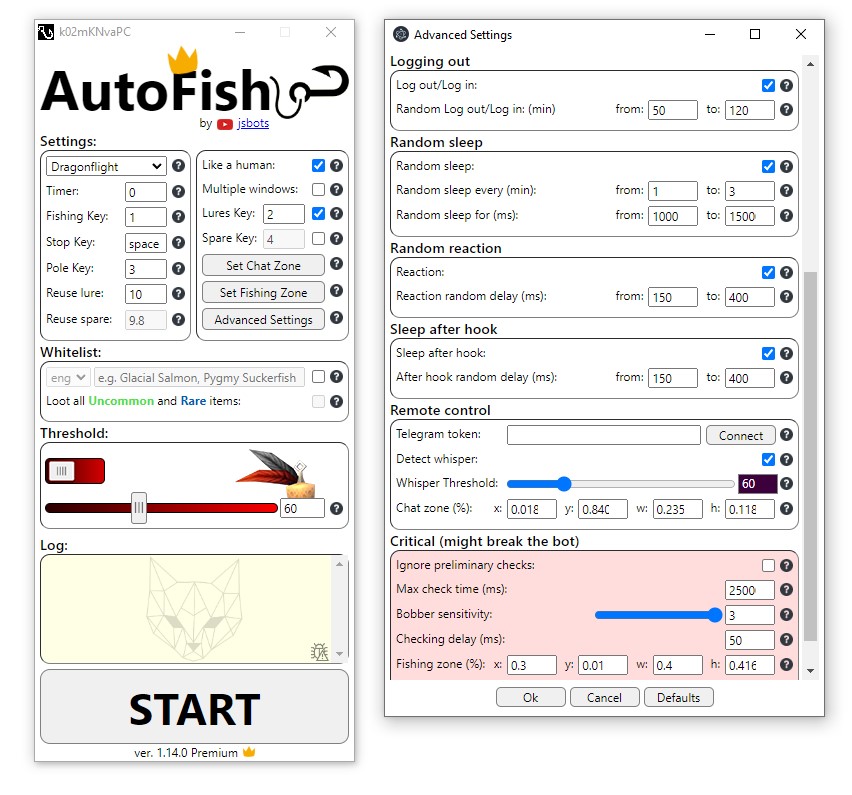 k02mKNvaPC
AutoFish
by jsbots
Settings:
Dragonflight
Timer: 0
Fishing Key: 1
Stop Key: space
Pole Key: 3
Reuse lure: 10
Reuse spare: 9.8
Like a human:
Multiple windows:
Lures Key: 2
Spare Key: 4
Set Chat Zone
Set Fishing Zone
Advanced Settings
Whitelist:
eng e.g. Glacial Salmon, Pygmy Suckerfish
Loot all Uncommon and Rare items:
Threshold:
60
Log:
START
ver. 1.14.0 Premium
Advanced Settings
Logging out
Log out/Log in:
Random Log out/Log in: (min) from: 50 to: 120
Random sleep
Random sleep:
Random sleep every (min): from: 1 to: 3
Random sleep for (ms): from: 1000 to: 1500
Random reaction
Reaction:
Reaction random delay (ms): from: 150 to: 400
Sleep after hook
Sleep after hook:
After hook random delay (ms): from: 150 to: 400
Remote control
Telegram token: Connect
Detect whisper:
Whisper Threshold: 60
Chat zone (%): x: 0.018 y: 0.840 w: 0.235 h: 0.118
Critical (might break the bot)
Ignore preliminary checks:
Max check time (ms): 2500
Bobber sensitivity: 3
Checking delay (ms): 50
Fishing zone (%): x: 0.3 y: 0.01 w: 0.4 h: 0.416
Ok Cancel Defaults